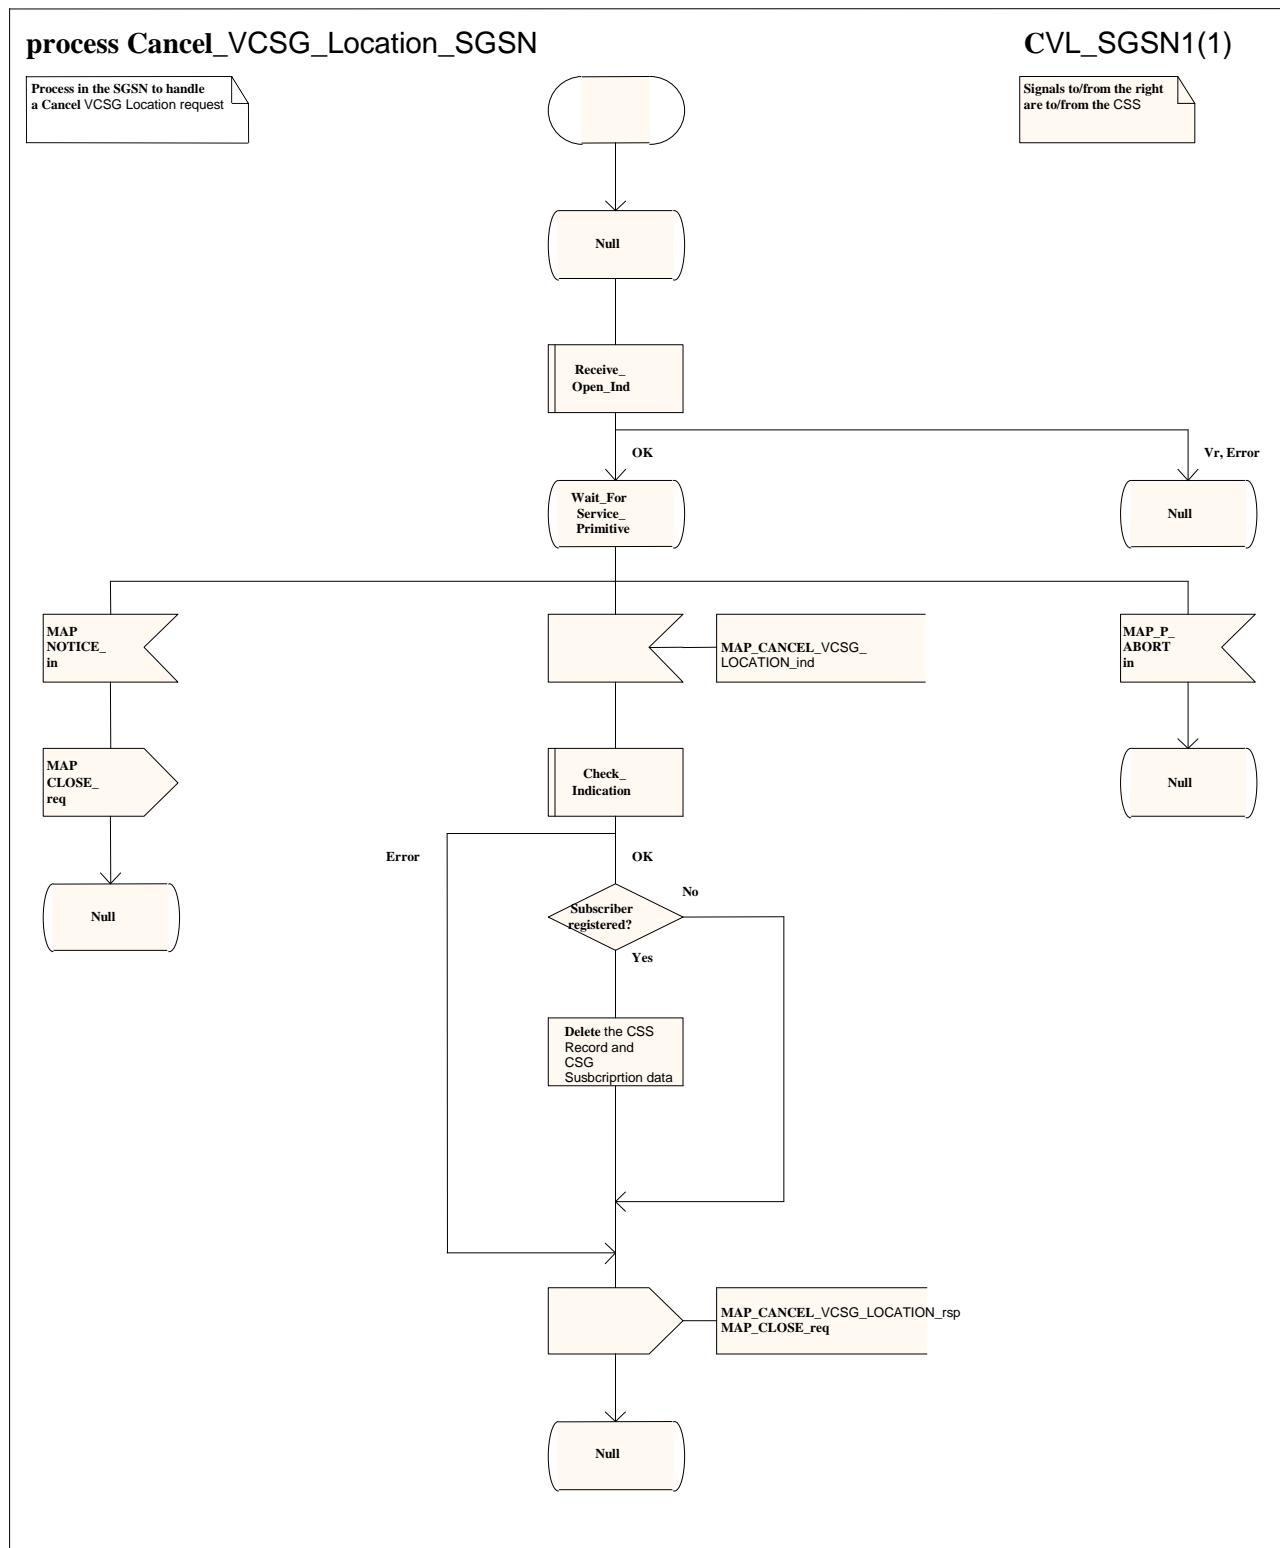 process Cancel_VCSG_Location_SGSN
CVL_SGSN1(1)
Process in the SGSN to handle
a Cancel VCSG Location request
Signals to/from the right
are to/from the CSS
Null
Receive_
Open_Ind
OK
Vr, Error
Wait_For
Service_
Primitive
Null
MAP
NOTICE_
in
MAP_CANCEL_VCSG_
LOCATION_ind
MAP_P_
ABORT
in
MAP
CLOSE_
req
Check_
Indication
Null
Error
OK
No
Subscriber
registered?
Null
Yes
Delete the CSS
Record and
CSG
Susbcriprtion data
MAP_CANCEL_VCSG_LOCATION_rsp
MAP_CLOSE_req
Null